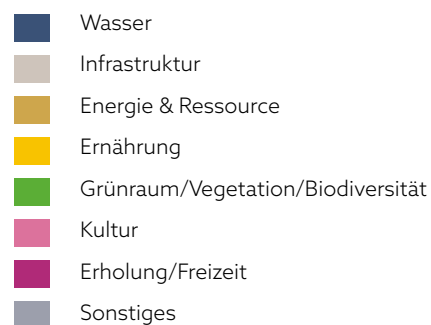 Wasser
Infrastruktur
Energie & Ressource
Ernährung
Grünraum/Vegetation/Biodiversität
Kultur
Erholung/Freizeit
Sonstiges